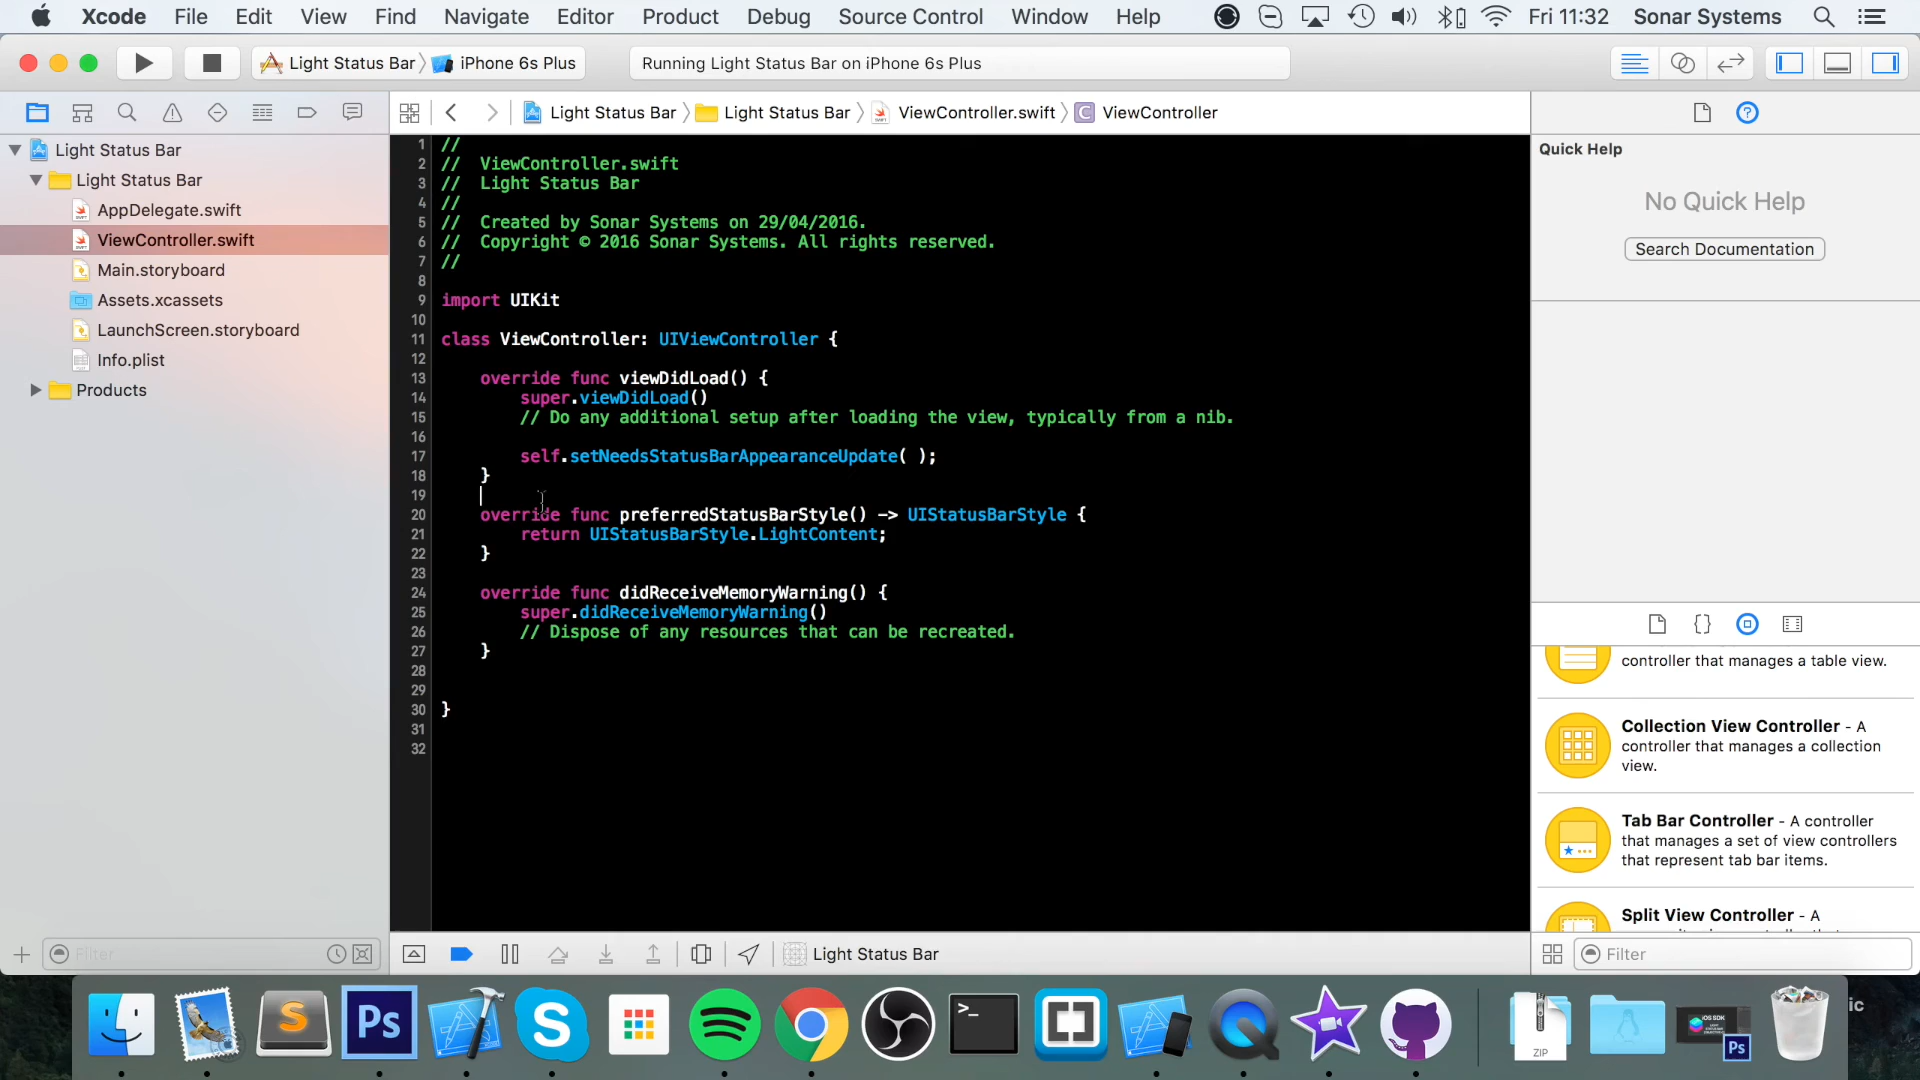 Xcode File Edit View Find Navigate Editor Product Debug Source Control Window Help Fri 11:32 Sonar Systems
Light Status Bar iPhone 6s Plus Running Light Status Bar on iPhone 6s Plus
Light Status Bar Light Status Bar ViewController.swift C ViewController
Light Status Bar
Light Status Bar
AppDelegate.swift
ViewController.swift
Main.storyboard
Assets.xcassets
LaunchScreen.storyboard
Info.plist
Products
Filter
1 //
2 // ViewController.swift
3 // Light Status Bar
4 //
5 // Created by Sonar Systems on 29/04/2016.
6 // Copyright © 2016 Sonar Systems. All rights reserved.
7 //
8
9 import UIKit
10
11 class ViewController: UIViewController {
12
13 override func viewDidLoad() {
14 super.viewDidLoad()
15 // Do any additional setup after loading the view, typically from a nib.
16
17 self.setNeedsStatusBarAppearanceUpdate( );
18 }
19
20 override func preferredStatusBarStyle() -> UIStatusBarStyle {
21 return UIStatusBarStyle.LightContent;
22 }
23
24 override func didReceiveMemoryWarning() {
25 super.didReceiveMemoryWarning()
26 // Dispose of any resources that can be recreated.
27 }
28
29
30 }
31
32
Light Status Bar
Quick Help
No Quick Help
Search Documentation
controller that manages a table view.
Collection View Controller - A
controller that manages a collection
view.
Tab Bar Controller - A controller
that manages a set of view controllers
that represent tab bar items.
Split View Controller - A
Filter
S
Ps
S
>_
ZIP
iOS SDK
Ps
ic